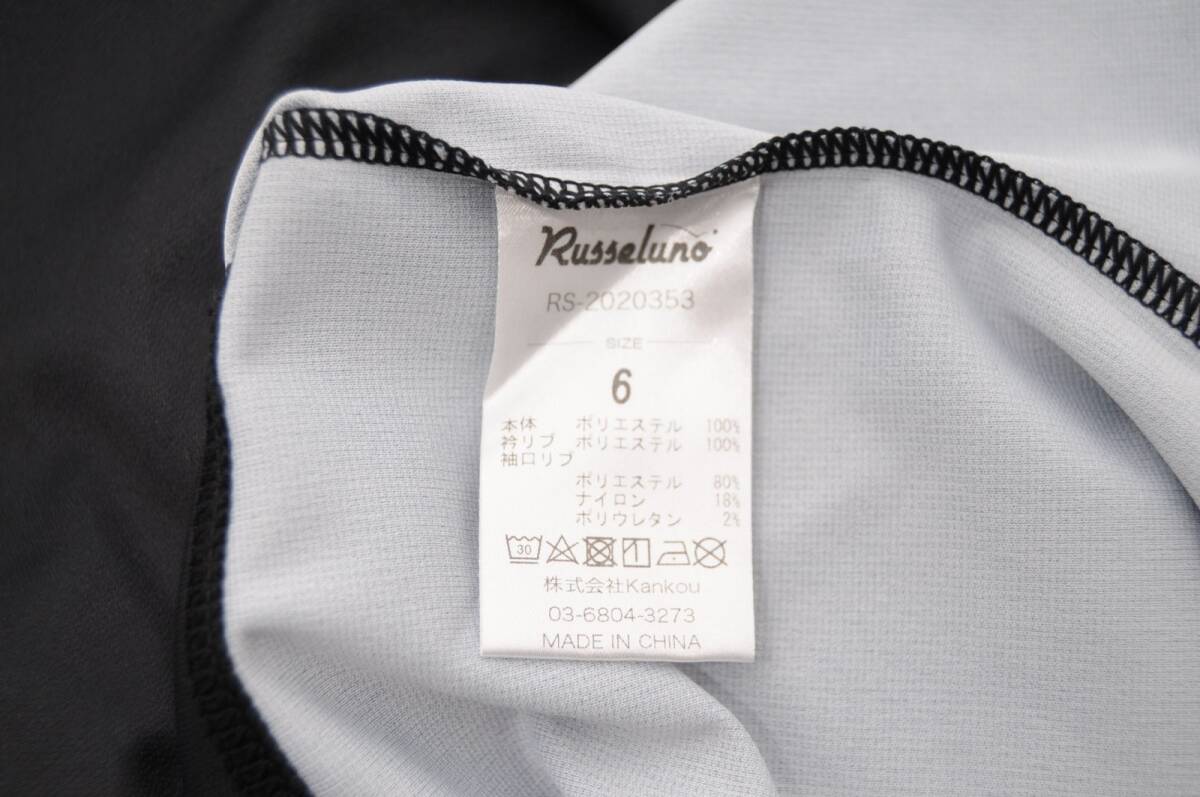 Russeluno
RS-2020353
SIZE
6
本体 ポリエステル 100%
衿リブ ポリエステル 100%
袖口リブ
ポリエステル 80%
ナイロン 18%
ポリウレタン 2%
30
株式会社Kankou
03-6804-3273
MADE IN CHINA